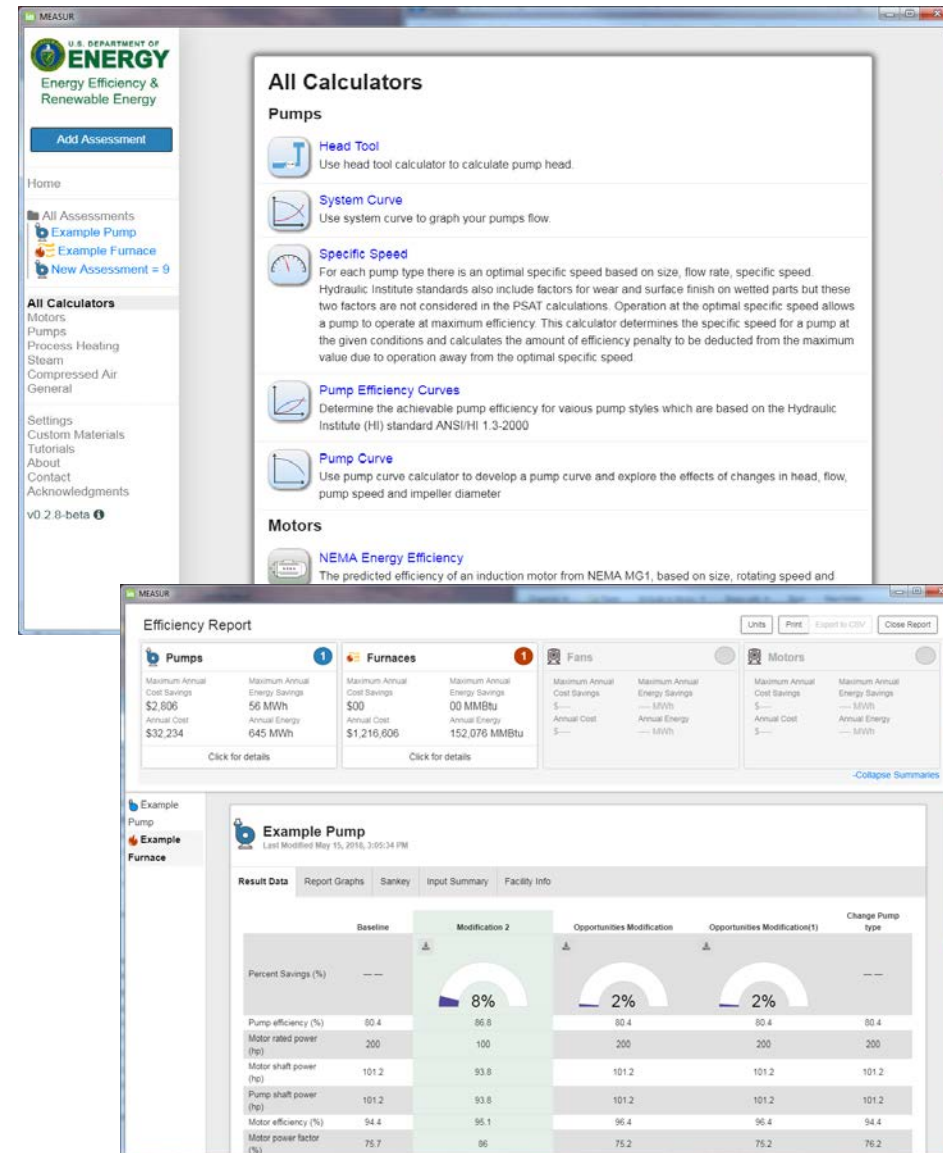 MEASUR
U.S. DEPARTMENT OF
ENERGY
Energy Efficiency &
Renewable Energy
Add Assessment
Home
All Assessments
Example Pump
Example Furnace
New Assessment = 9
All Calculators
Motors
Pumps
Process Heating
Steam
Compressed Air
General
Settings
Custom Materials
Tutorials
About
Contact
Acknowledgments
v0.2.8-beta
All Calculators
Pumps
Head Tool
Use head tool calculator to calculate pump head.
System Curve
Use system curve to graph your pumps flow.
Specific Speed
For each pump type there is an optimal specific speed based on size, flow rate, specific speed.
Hydraulic Institute standards also include factors for wear and surface finish on wetted parts but these
two factors are not considered in the PSAT calculations. Operation at the optimal specific speed allows
a pump to operate at maximum efficiency. This calculator determines the specific speed for a pump at
the given conditions and calculates the amount of efficiency penalty to be deducted from the maximum
value due to operation away from the optimal specific speed
Pump Efficiency Curves
Determine the achievable pump efficiency for vaious pump styles which are based on the Hydraulic
Institute (HI) standard ANSI/HI 1.3-2000
Pump Curve
Use pump curve calculator to develop a pump curve and explore the effects of changes in head, flow,
pump speed and impeller diameter
Motors
NEMA Energy Efficiency
The predicted efficiency of an induction motor from NEMA MG1, based on size, rotating speed and
MEASUR
Efficiency Report
Units Print Export to CSV Close Report
Pumps 1 Furnaces 1 Fans Motors
Maximum Annual Maximum Annual Maximum Annual Maximum Annual Maximum Annual Maximum Annual Maximum Annual Maximum Annual
Cost Savings Energy Savings Cost Savings Energy Savings Cost Savings Energy Savings Cost Savings Energy Savings
$2,806 56 MWh $00 00 MMBtu $--- ---- MWh $--- ---- MWh
Annual Cost Annual Energy Annual Cost Annual Energy Annual Cost Annual Energy Annual Cost Annual Energy
$32,234 645 MWh $1,216,606 152,076 MMBtu $--- ---- MWh $--- ---- MWh
Click for details Click for details
-Collapse Summaries
Example
Pump
Example
Furnace
Example Pump
Last Modified May 15, 2018, 3:05:34 PM
Result Data Report Graphs Sankey Input Summary Facility Info
Baseline Modification 2 Opportunities Modification Opportunities Modification(1) Change Pump type
Percent Savings (%) -- -- 8% 2% 2% -- --
Pump efficiency (%) 80.4 86.8 80.4 80.4 80.4
Motor rated power (hp) 200 100 200 200 200
Motor shaft power (hp) 101.2 93.8 101.2 101.2 101.2
Pump shaft power (hp) 101.2 93.8 101.2 101.2 101.2
Motor efficiency (%) 94.4 95.1 96.4 96.4 94.4
Motor power factor (%) 76.7 86 75.2 75.2 76.2